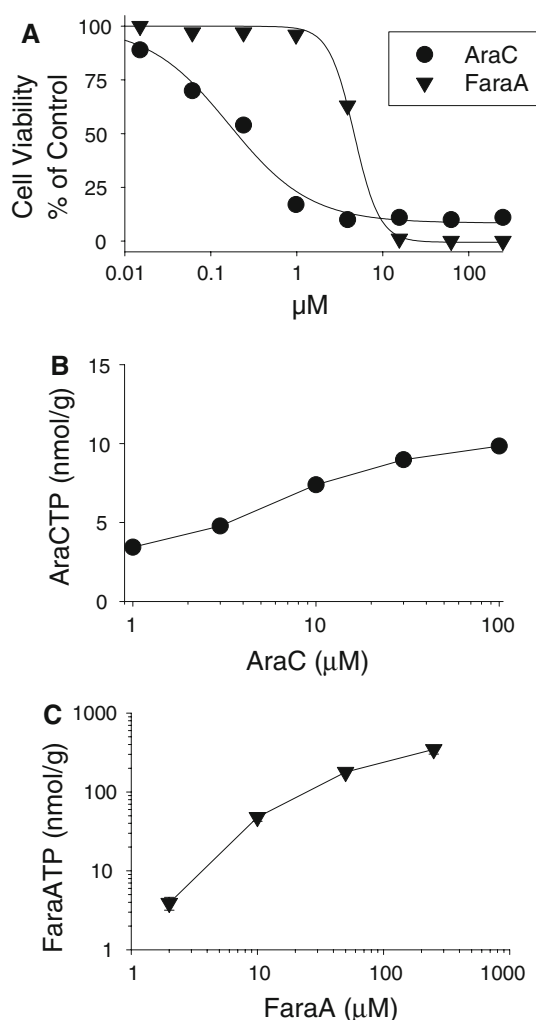 A
Cell Viability
% of Control
100
75
50
25
0
0.01 0.1 1 10 100
µM
AraC
FaraA
B
AraCTP (nmol/g)
15
10
5
0
1 10 100
AraC (µM)
C
FaraATP (nmol/g)
1000
100
10
1
1 10 100 1000
FaraA (µM)